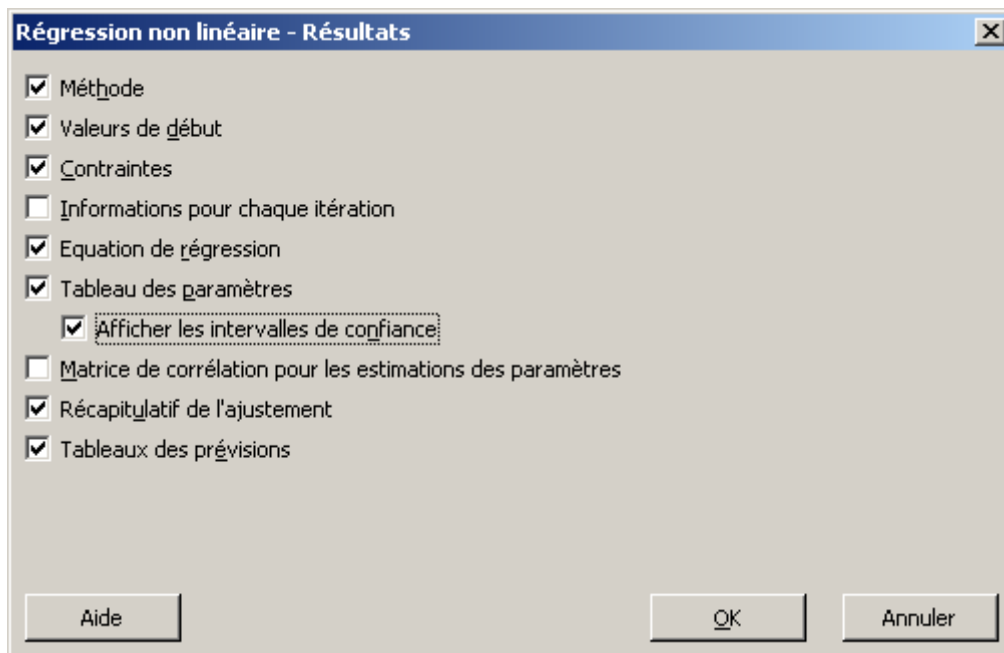 Régression non linéaire - Résultats
Méthode
Valeurs de début
Contraintes
Informations pour chaque itération
Equation de régression
Tableau des paramètres
Afficher les intervalles de confiance
Matrice de corrélation pour les estimations des paramètres
Récapitulatif de l'ajustement
Tableaux des prévisions
Aide
OK
Annuler